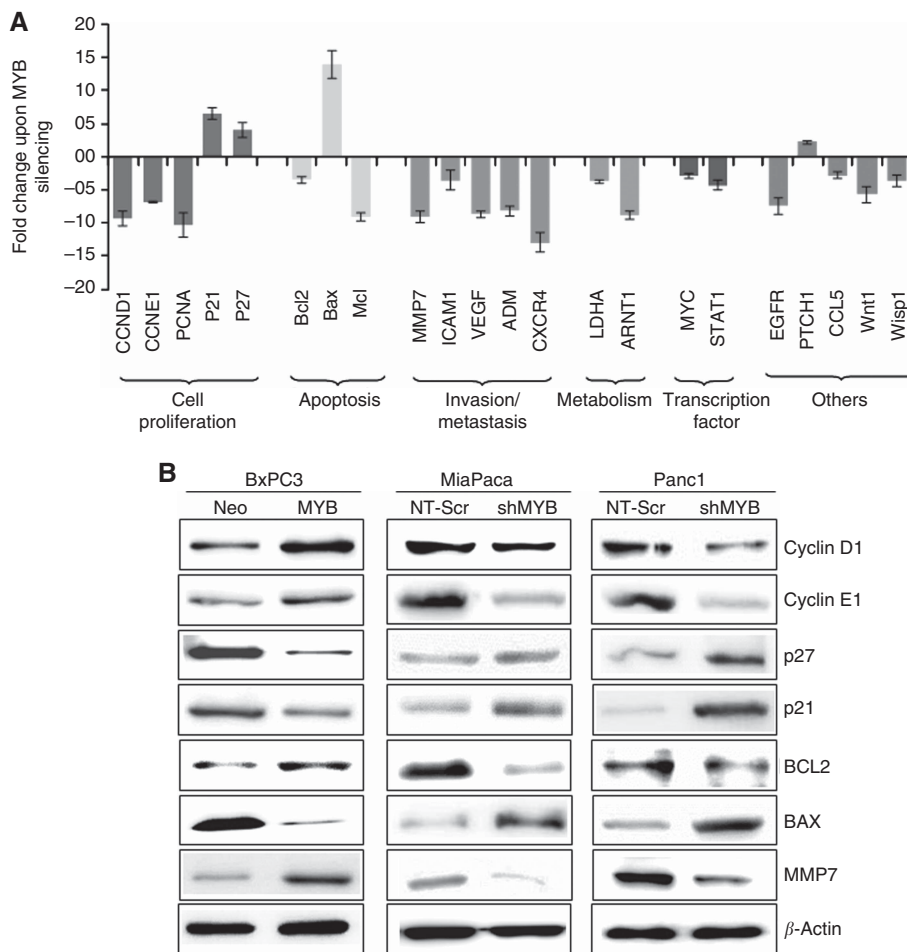 A
Fold change upon MYB
silencing
20
15
10
05
00
–05
–10
–15
–20
CCND1
CCNE1
PCNA
P21
P27
Bcl2
Bax
Mcl
MMP7
ICAM1
VEGF
ADM
CXCR4
LDHA
ARNT1
MYC
STAT1
EGFR
PTCH1
CCL5
Wnt1
Wisp1
Cell
proliferation
Apoptosis
Invasion/
metastasis
Metabolism
Transcription
factor
Others
B
BxPC3
MiaPaca
Panc1
Neo MYB NT-Scr shMYB NT-Scr shMYB
Cyclin D1
Cyclin E1
p27
p21
BCL2
BAX
MMP7
β-Actin